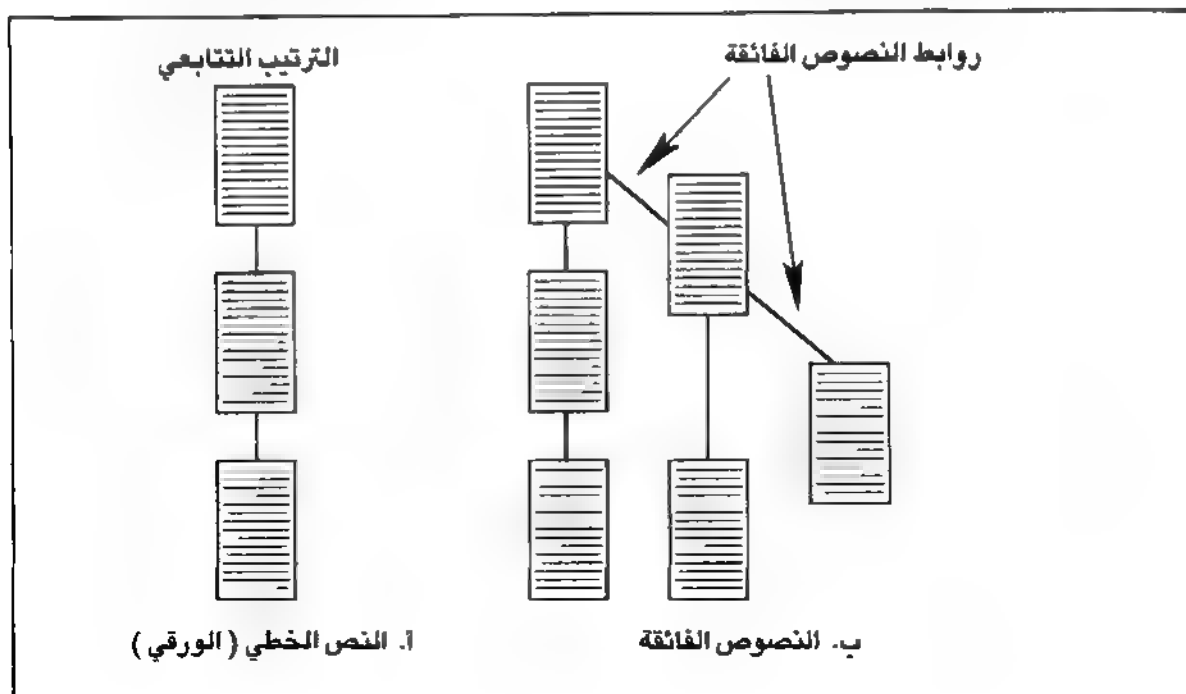 روابط النصوص الفائقة
الترتيب التتابعي
ب. النصوص الفائقة
أ. النص الخطي ( الورقي )